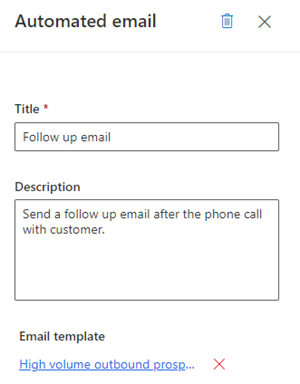 Automated email
Title *
Follow up email
Description
Send a follow up email after the phone call
with customer.
Email template
High volume outbound prosp...